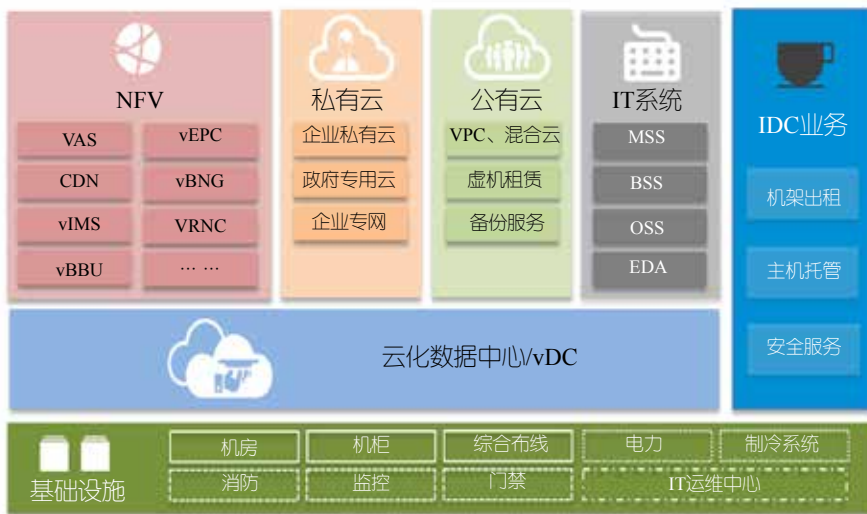 NFV
VAS
vEPC
CDN
vBNG
vIMS
VRNC
vBBU
… …
私有云
企业私有云
政府专用云
企业专网
公有云
VPC、混合云
虚机租赁
备份服务
IT系统
MSS
BSS
OSS
EDA
IDC业务
机架出租
主机托管
安全服务
云化数据中心/vDC
基础设施
机房
机柜
综合布线
电力
制冷系统
消防
监控
门禁
IT运维中心